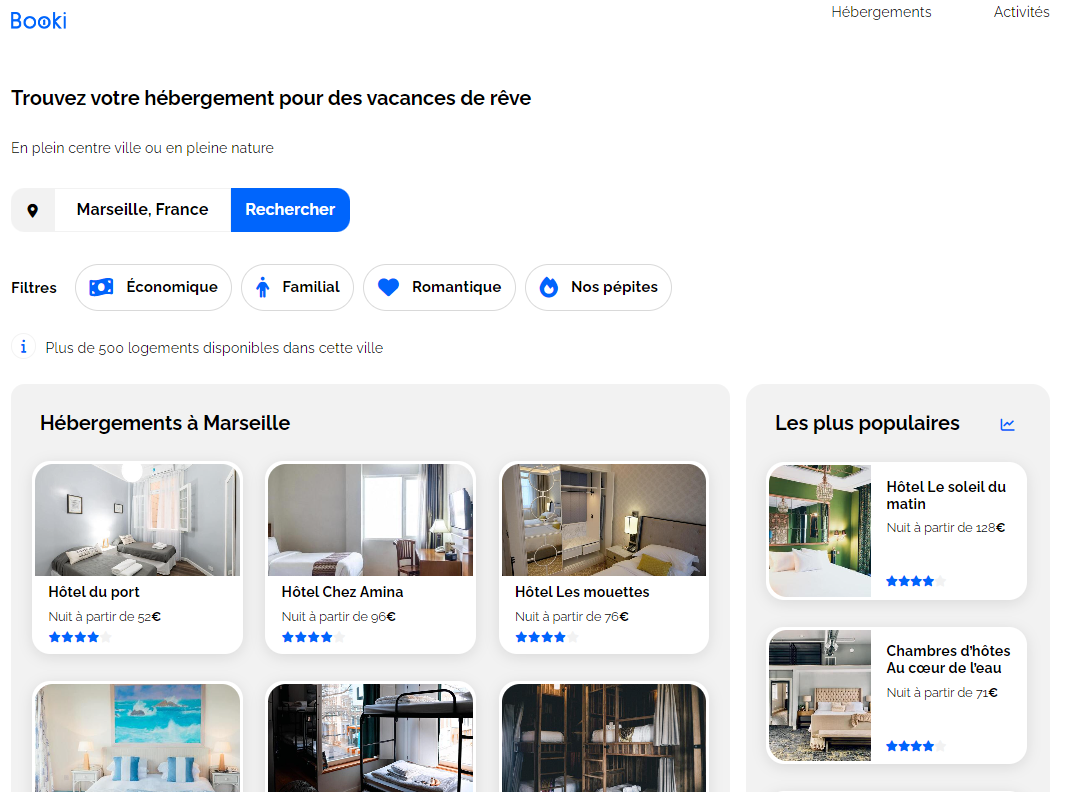 Booki
Hébergements
Activités
Trouvez votre hébergement pour des vacances de rêve
En plein centre ville ou en pleine nature
Marseille, France
Rechercher
Filtres
Économique
Familial
Romantique
Nos pépites
Plus de 500 logements disponibles dans cette ville
Hébergements à Marseille
Hôtel du port
Nuit à partir de 52€
Hôtel Chez Amina
Nuit à partir de 96€
Hôtel Les mouettes
Nuit à partir de 76€
Les plus populaires
Hôtel Le soleil du
matin
Nuit à partir de 128€
Chambres d'hôtes
Au cœur de l'eau
Nuit à partir de 71€